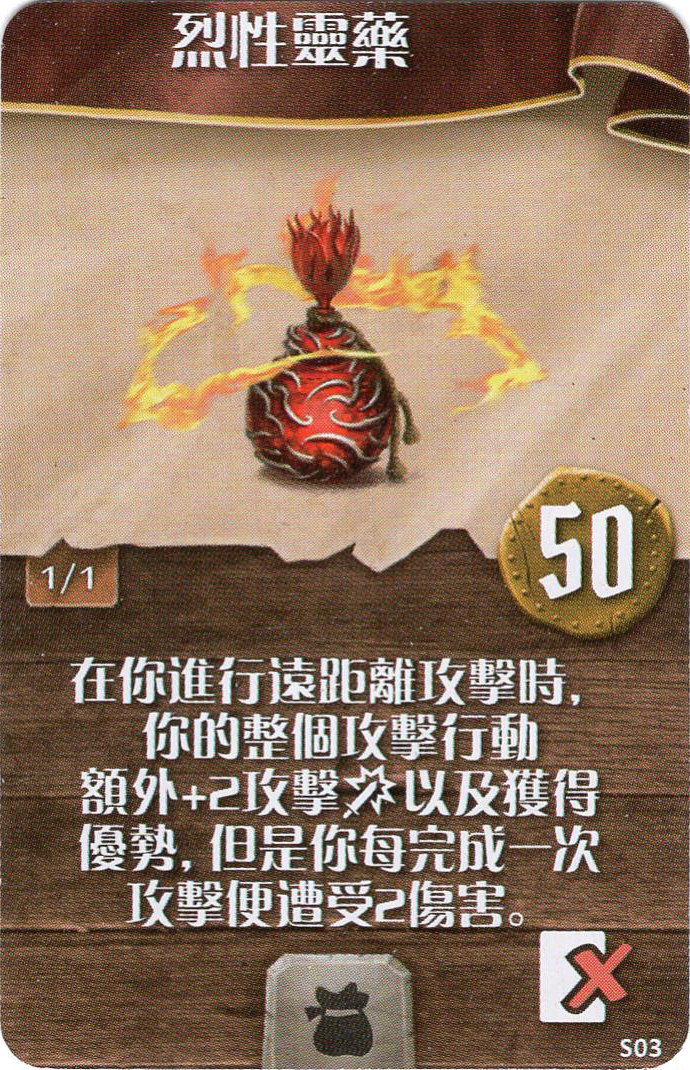 烈性靈藥
50
1/1
在你進行遠距離攻擊時,
你的整個攻擊行動
額外+2攻擊以及獲得
優勢,但是你每完成一次
攻擊便遭受2傷害。
S03